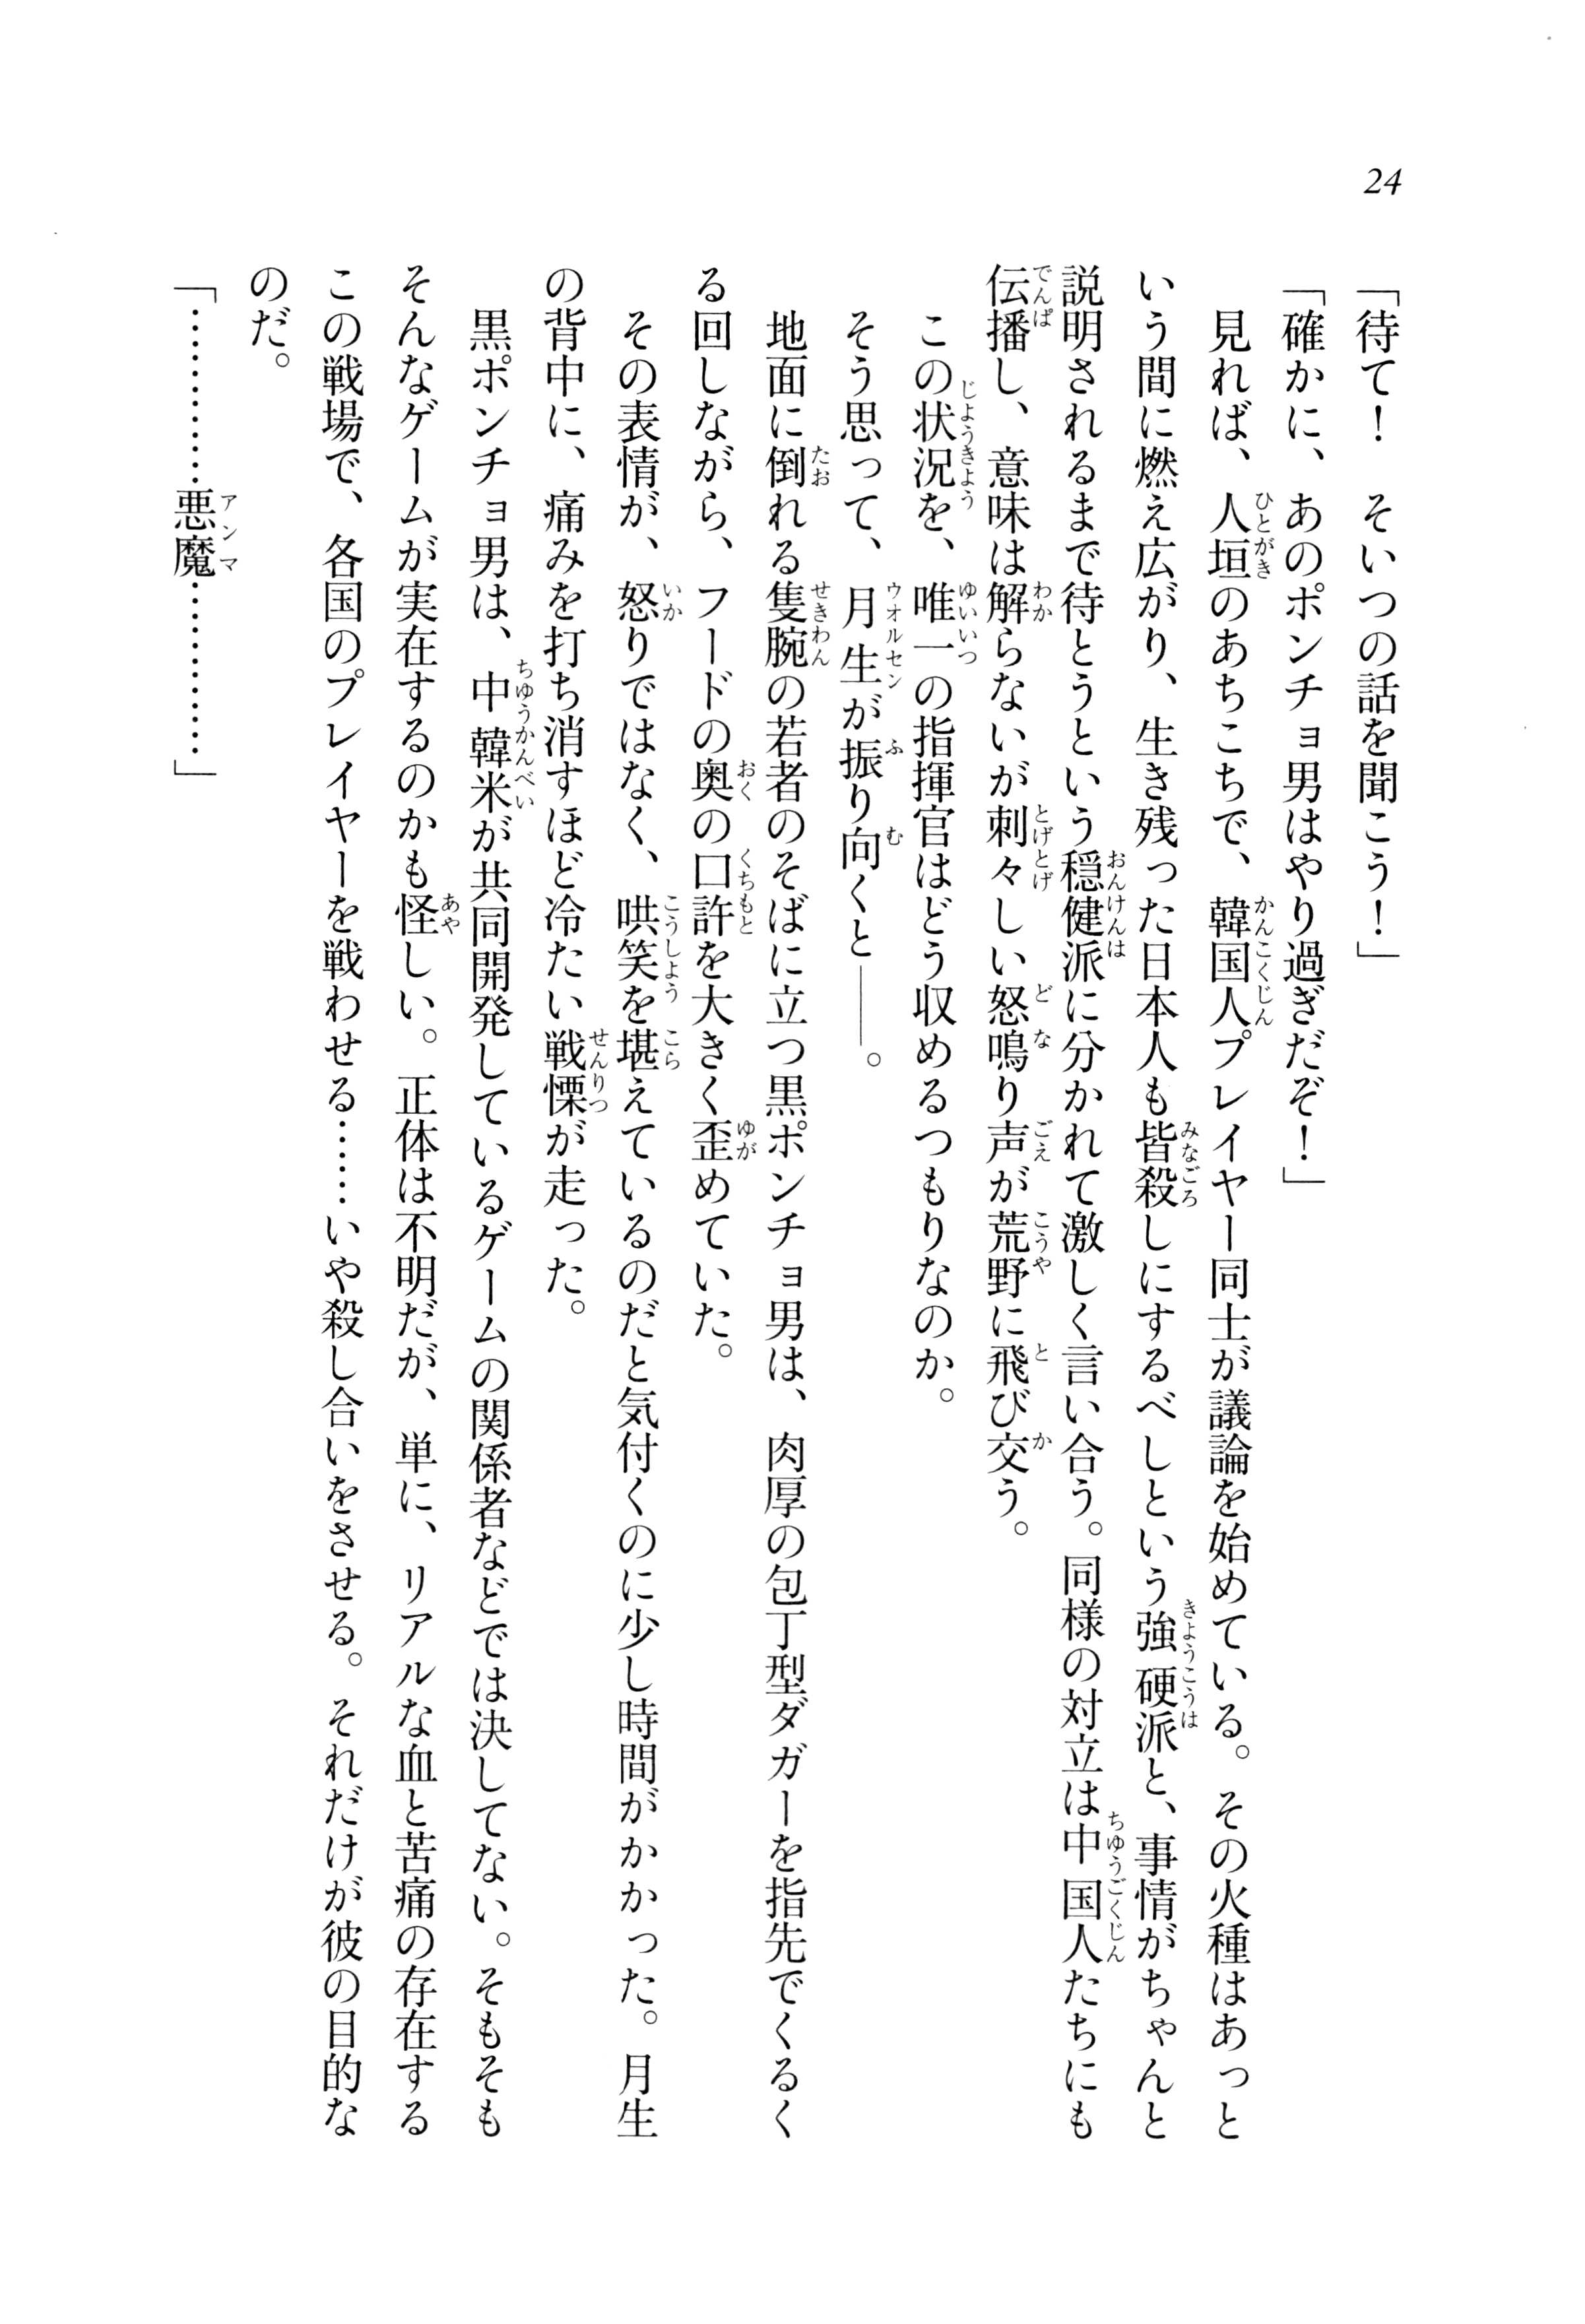 24
「待て！　そいつの話を聞こう！」
「確かに、あのポンチョ男はやり過ぎだぞ！」
　見れば、人垣のあちこちで、韓国人プレイヤー同士が議論を始めている。その火種はあっと
いう間に燃え広がり、生き残った日本人も皆殺しにするべしという強硬派と、事情がちゃんと
説明されるまで待とうという穏健派に分かれて激しく言い合う。同様の対立は中国人たちにも
伝播し、意味は解らないが刺々しい怒鳴り声が荒野に飛び交う。
　この状況を、唯一の指揮官はどう収めるつもりなのか。
　そう思って、月生が振り向くと――。
　地面に倒れる隻腕の若者のそばに立つ黒ポンチョ男は、肉厚の包丁型ダガーを指先でくるく
る回しながら、フードの奥の口許を大きく歪めていた。
　その表情が、怒りではなく、哄笑を堪えているのだと気付くのに少し時間がかかった。月生
の背中に、痛みを打ち消すほど冷たい戦慄が走った。
　黒ポンチョ男は、中韓米が共同開発しているゲームの関係者などでは決してない。そもそも
そんなゲームが実在するのかも怪しい。正体は不明だが、単に、リアルな血と苦痛の存在する
この戦場で、各国のプレイヤーを戦わせる……いや殺し合いをさせる。それだけが彼の目的な
のだ。
「…………悪魔…………」